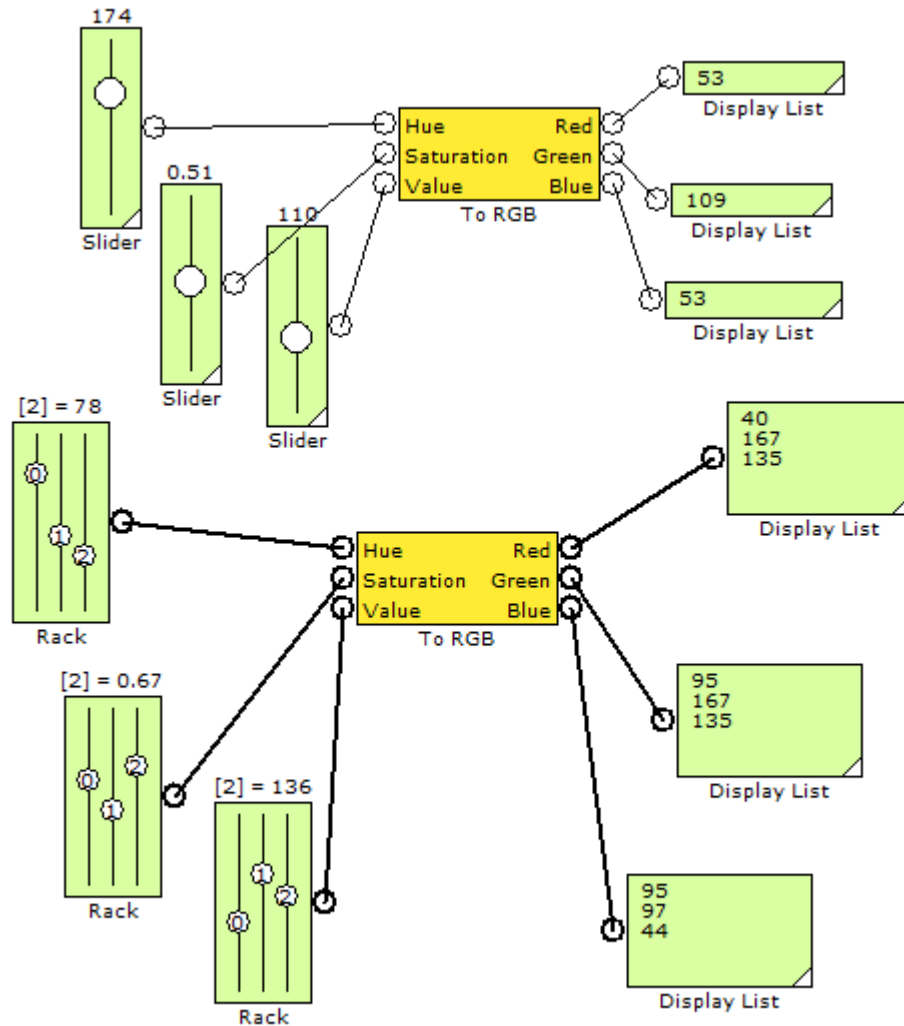 174
Slider
0.51
Slider
110
Slider
Hue Red
Saturation Green
Value Blue
To RGB
53
Display List
109
Display List
53
Display List
[2] = 78
0
1
2
Rack
[2] = 0.67
0
1
2
Rack
[2] = 136
0
1
2
Rack
Hue Red
Saturation Green
Value Blue
To RGB
40
167
135
Display List
95
167
135
Display List
95
97
44
Display List